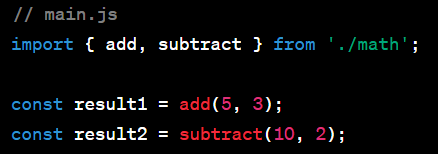 // main.js
import { add, subtract } from './math';
const result1 = add(5, 3);
const result2 = subtract(10, 2);